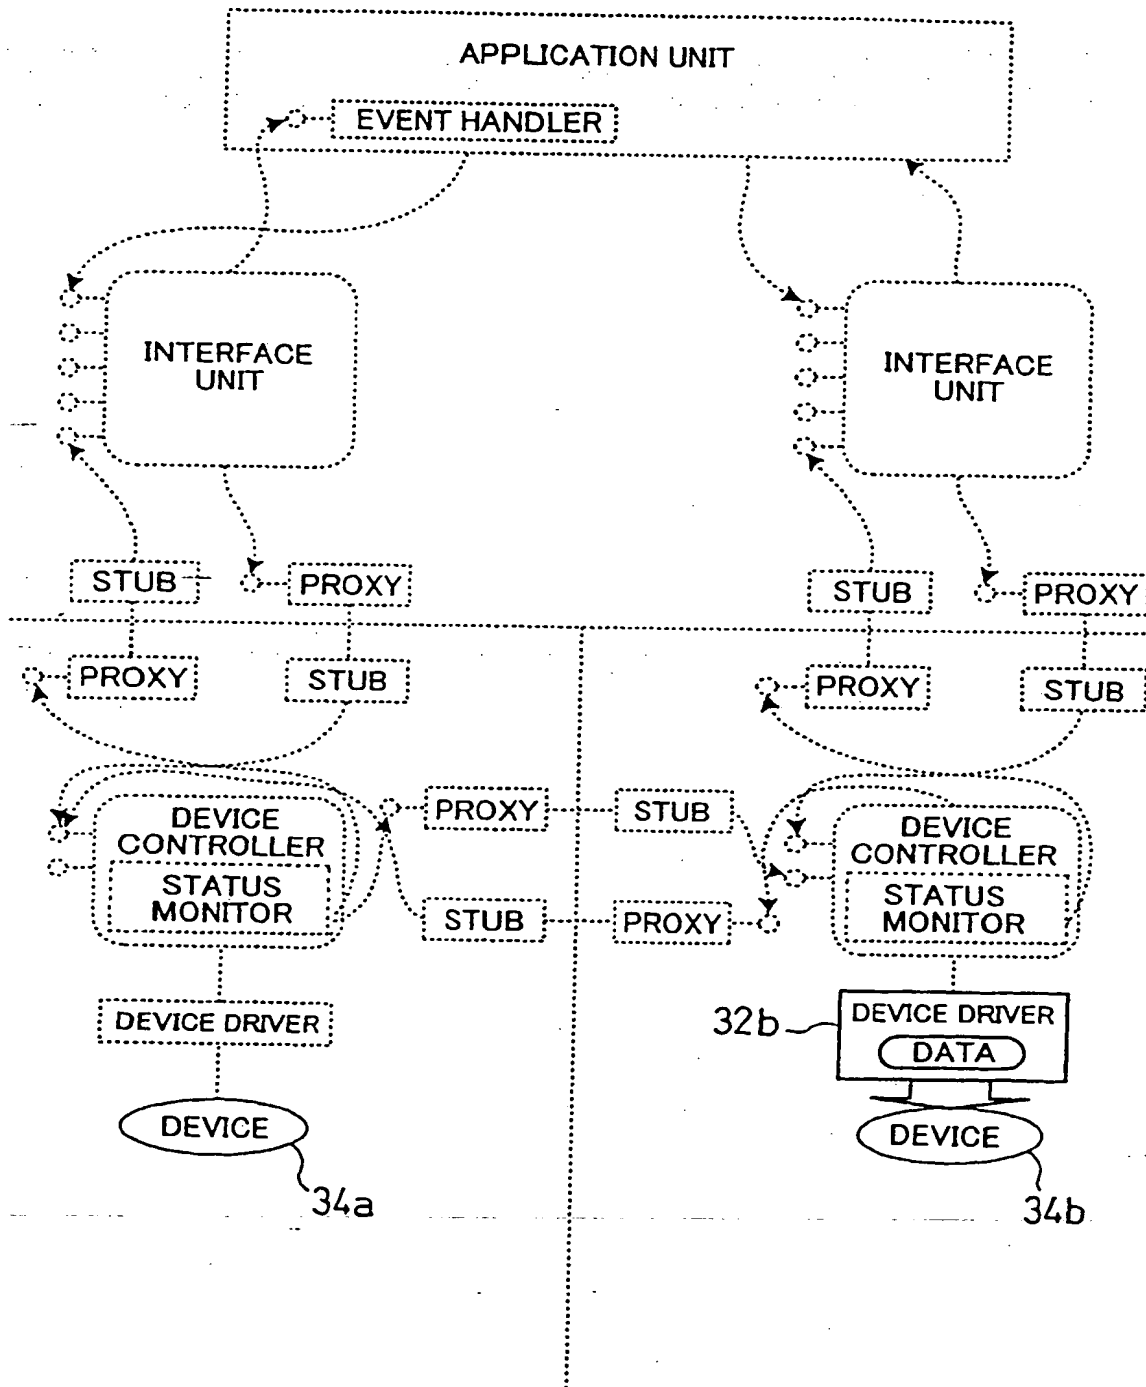 APPLICATION UNIT
EVENT HANDLER
INTERFACE
UNIT
INTERFACE
UNIT
STUB
PROXY
STUB
PROXY
PROXY
STUB
PROXY
STUB
DEVICE
CONTROLLER
STATUS
MONITOR
PROXY
STUB
STUB
PROXY
DEVICE
CONTROLLER
STATUS
MONITOR
DEVICE DRIVER
32b
DEVICE DRIVER
DATA
DEVICE
34a
DEVICE
34b